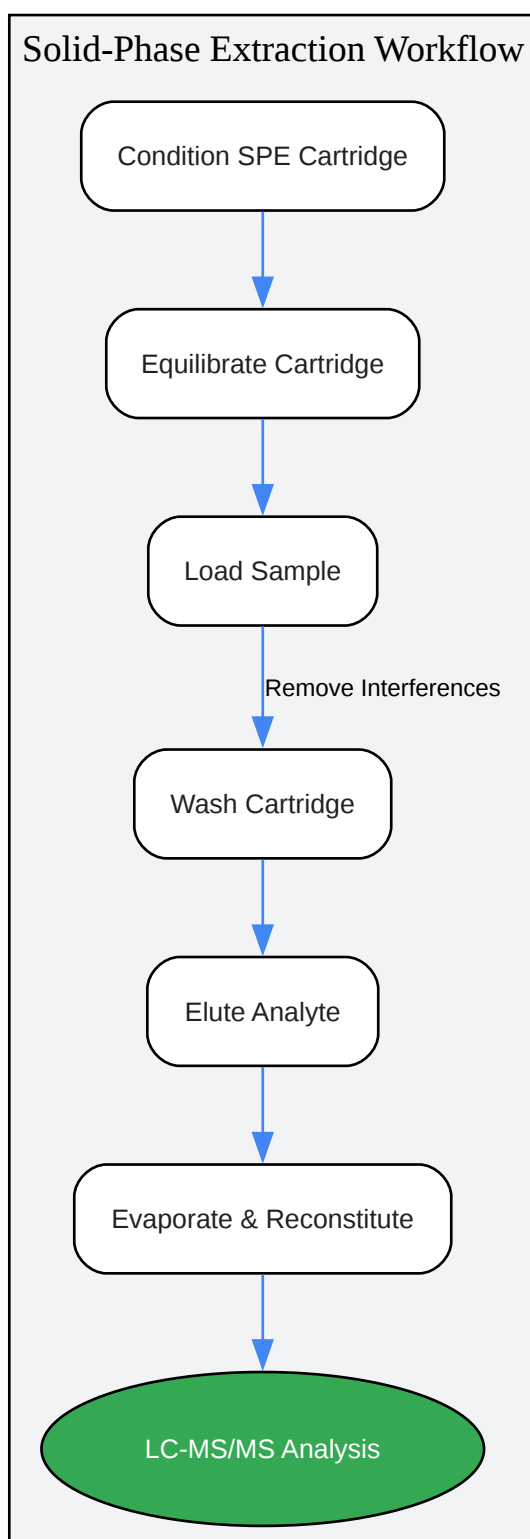 Solid-Phase Extraction Workflow
Condition SPE Cartridge
Equilibrate Cartridge
Load Sample
Remove Interferences
Wash Cartridge
Elute Analyte
Evaporate & Reconstitute
LC-MS/MS Analysis